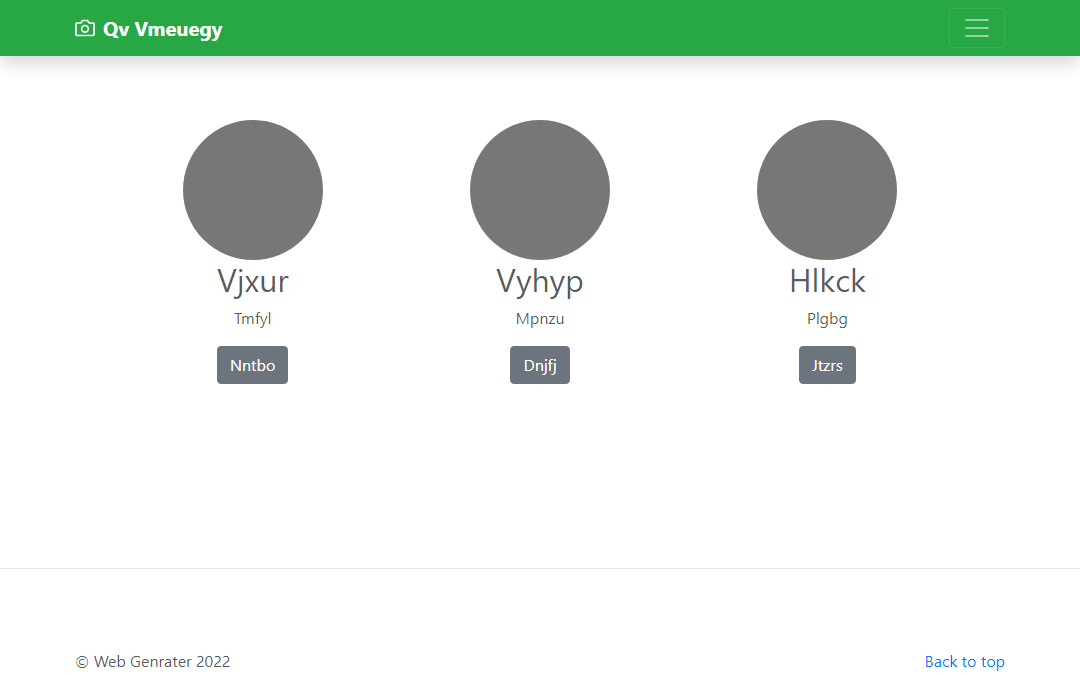 Qv Vmeuegy
Vjxur
Tmfyl
Nntbo
Vyhyp
Mpnzu
Dnjfj
Hlkck
Plgbg
Jtzrs
© Web Genrater 2022
Back to top